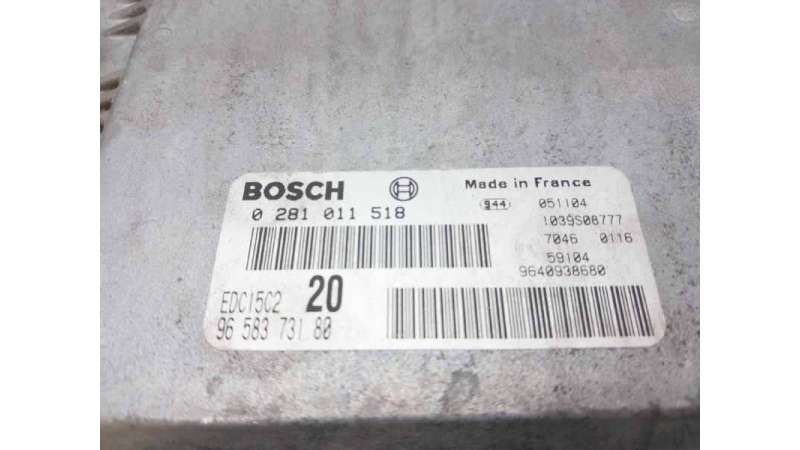 BOSCH
0 281 011 518
EDC15C2 20
96 583 731 80
Made in France
944 051104
1039S08777
7046 0116
59104
9640938680